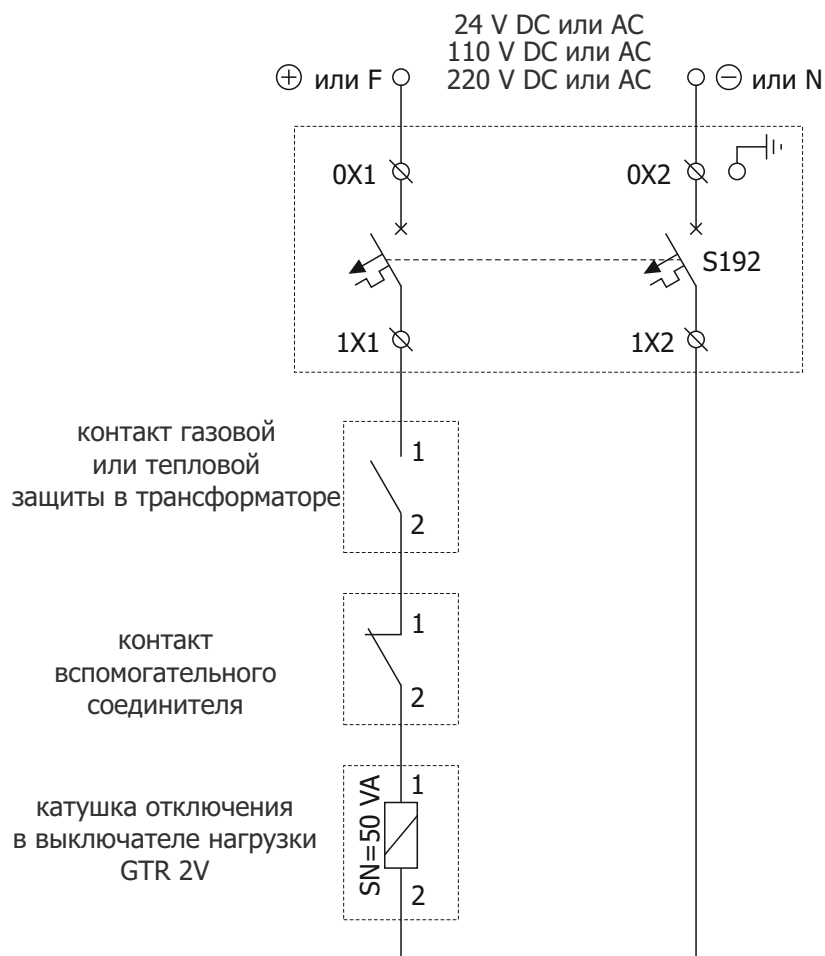 24 V DC или AC
110 V DC или AC
220 V DC или AC
+ или F
− или N
0X1
0X2
S192
1X1
1X2
контакт газовой
или тепловой
защиты в трансформаторе
1
2
контакт
вспомогательного
соединителя
1
2
катушка отключения
в выключателе нагрузки
GTR 2V
SN=50 VA
1
2